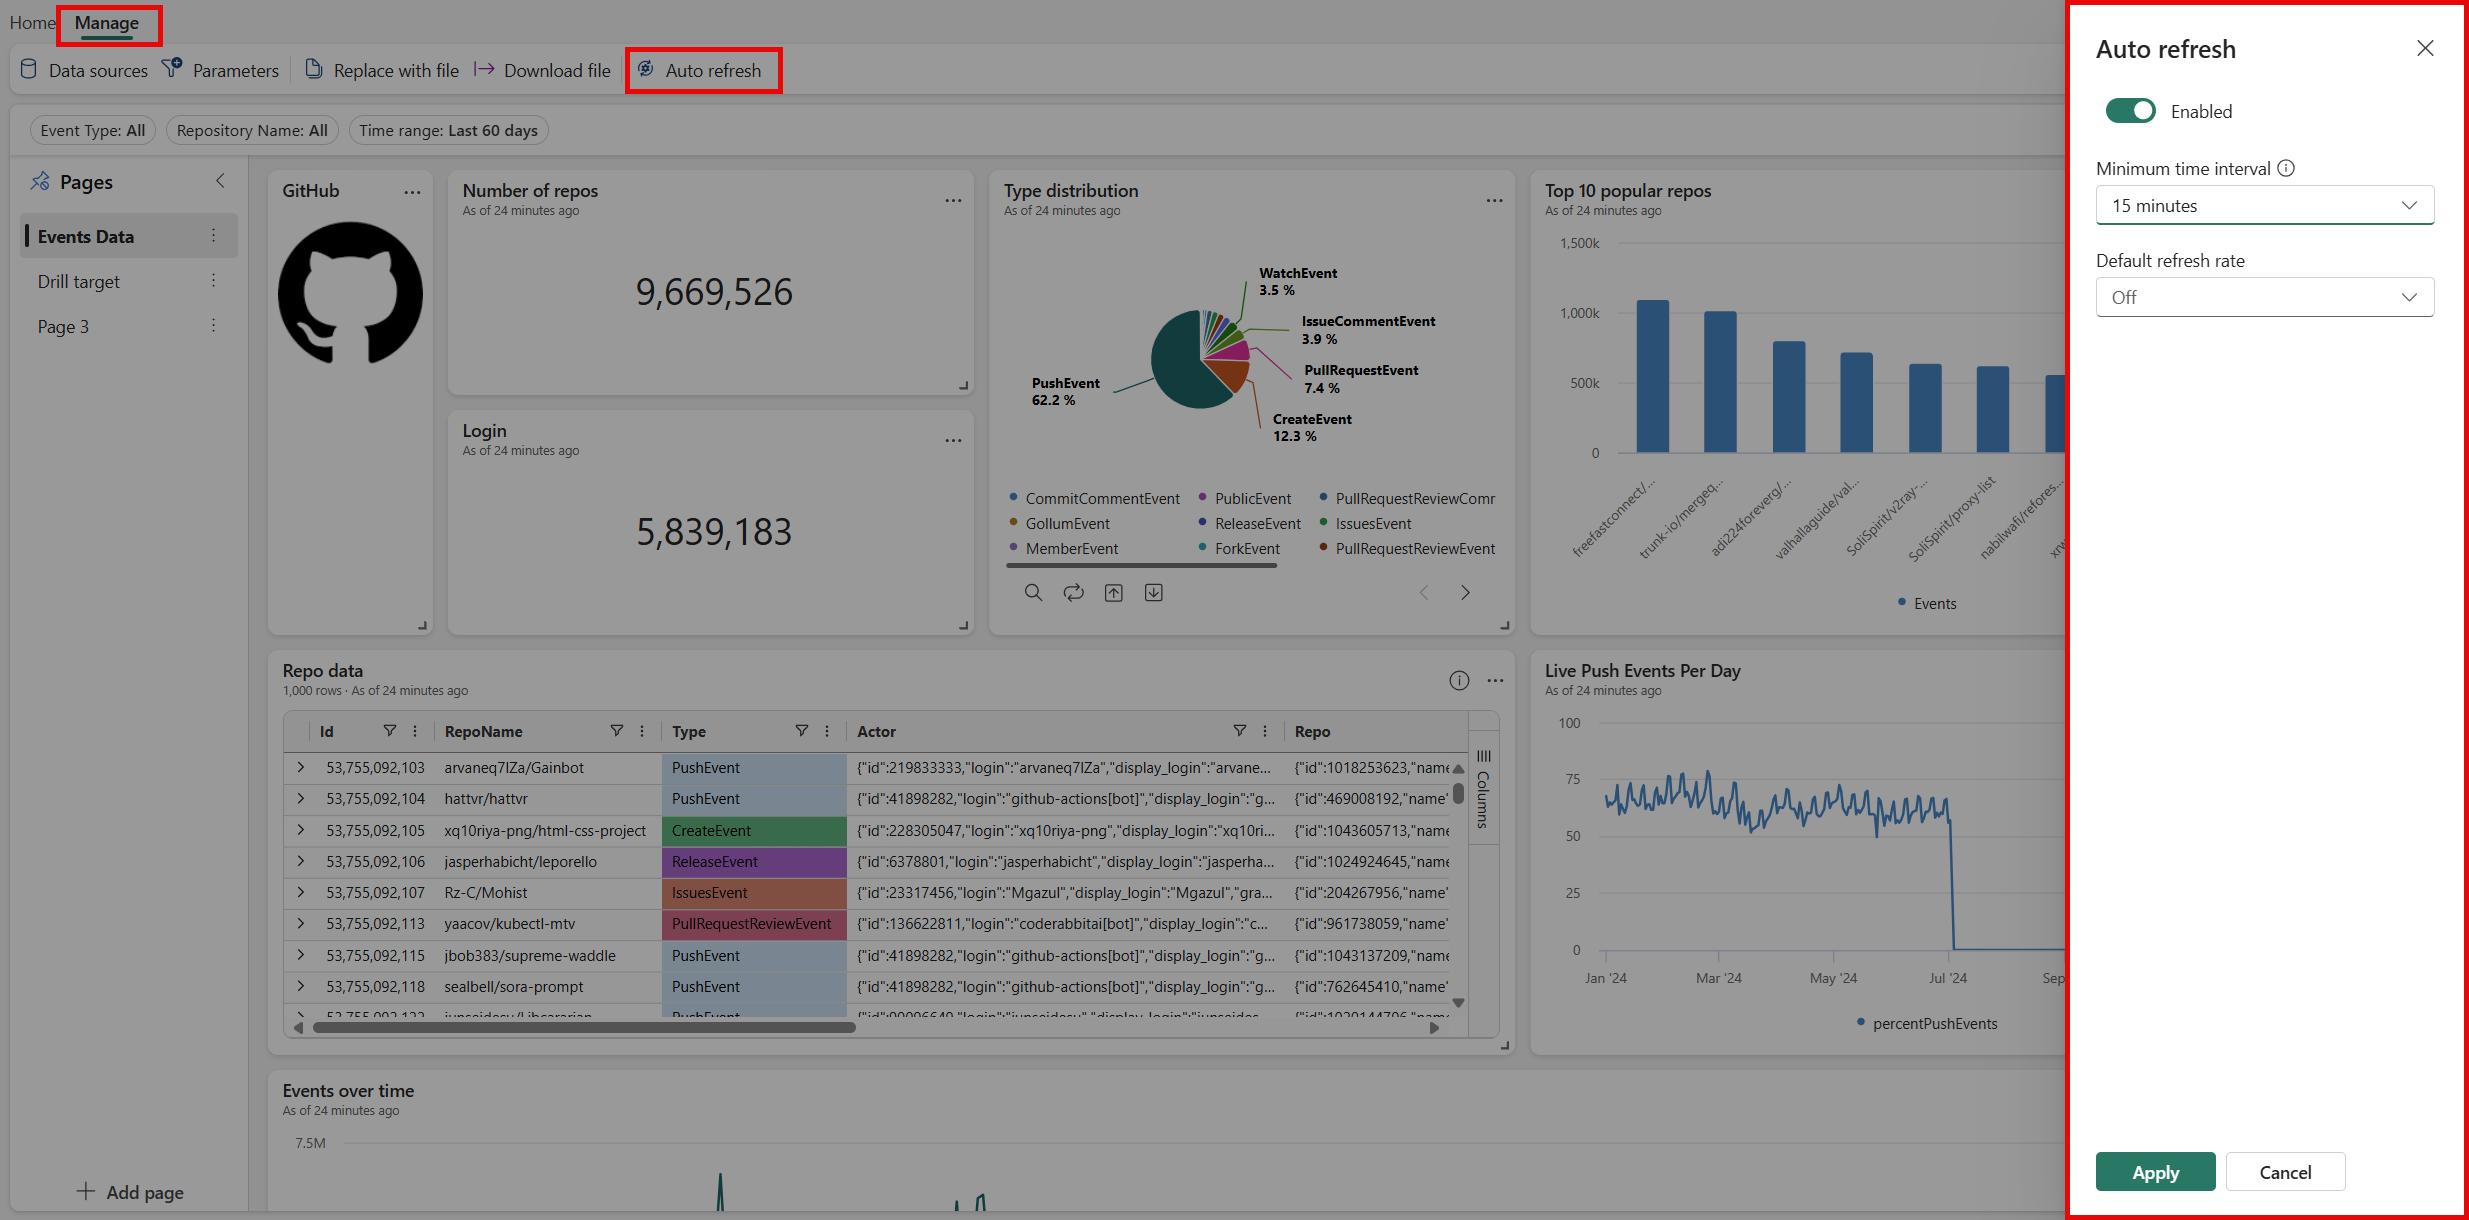 Home Manage
Data sources Parameters Replace with file Download file Auto refresh
Event Type: All Repository Name: All Time range: Last 60 days
Pages
Events Data
Drill target
Page 3
Add page
GitHub
Number of repos
As of 24 minutes ago
9,669,526
Login
As of 24 minutes ago
5,839,183
Type distribution
As of 24 minutes ago
WatchEvent
3.5 %
IssueCommentEvent
3.9 %
PullRequestEvent
7.4 %
PushEvent
62.2 %
CreateEvent
12.3 %
CommitCommentEvent PublicEvent PullRequestReviewComr
GollumEvent ReleaseEvent IssuesEvent
MemberEvent ForkEvent PullRequestReviewEvent
Top 10 popular repos
As of 24 minutes ago
1,500k
1,000k
500k
0
freefastconnect/...
trunk-io/mergeq...
adi224foreverg/...
valhallaguide/val...
SoliSpirit/v2ray-...
SoliSpirit/proxy-list
nabilwafi/refores...
xrw
Events
Repo data
1,000 rows · As of 24 minutes ago
Id RepoName Type Actor Repo
53,755,092,103 arvaneq7lZa/Gainbot PushEvent {"id":219833333,"login":"arvaneq7lZa","display_login":"arvane... {"id":1018253623,"name
53,755,092,104 hattvr/hattvr PushEvent {"id":41898282,"login":"github-actions[bot]","display_login":"g... {"id":469008192,"name"
53,755,092,105 xq10riya-png/html-css-project CreateEvent {"id":228305047,"login":"xq10riya-png","display_login":"xq10ri... {"id":1043605713,"name
53,755,092,106 jasperhabicht/leporello ReleaseEvent {"id":6378801,"login":"jasperhabicht","display_login":"jasperha... {"id":1024924645,"name
53,755,092,107 Rz-C/Mohist IssuesEvent {"id":23317456,"login":"Mgazul","display_login":"Mgazul","gra... {"id":204267956,"name"
53,755,092,113 yaacov/kubectl-mtv PullRequestReviewEvent {"id":136622811,"login":"coderabbitai[bot]","display_login":"c... {"id":961738059,"name"
53,755,092,115 jbob383/supreme-waddle PushEvent {"id":41898282,"login":"github-actions[bot]","display_login":"g... {"id":1043137209,"name
53,755,092,118 sealbell/sora-prompt PushEvent {"id":41898282,"login":"github-actions[bot]","display_login":"g... {"id":762645410,"name"
Columns
Live Push Events Per Day
As of 24 minutes ago
100
75
50
25
0
Jan '24 Mar '24 May '24 Jul '24 Sep
percentPushEvents
Events over time
As of 24 minutes ago
7.5M
Auto refresh
Enabled
Minimum time interval
15 minutes
Default refresh rate
Off
Apply Cancel